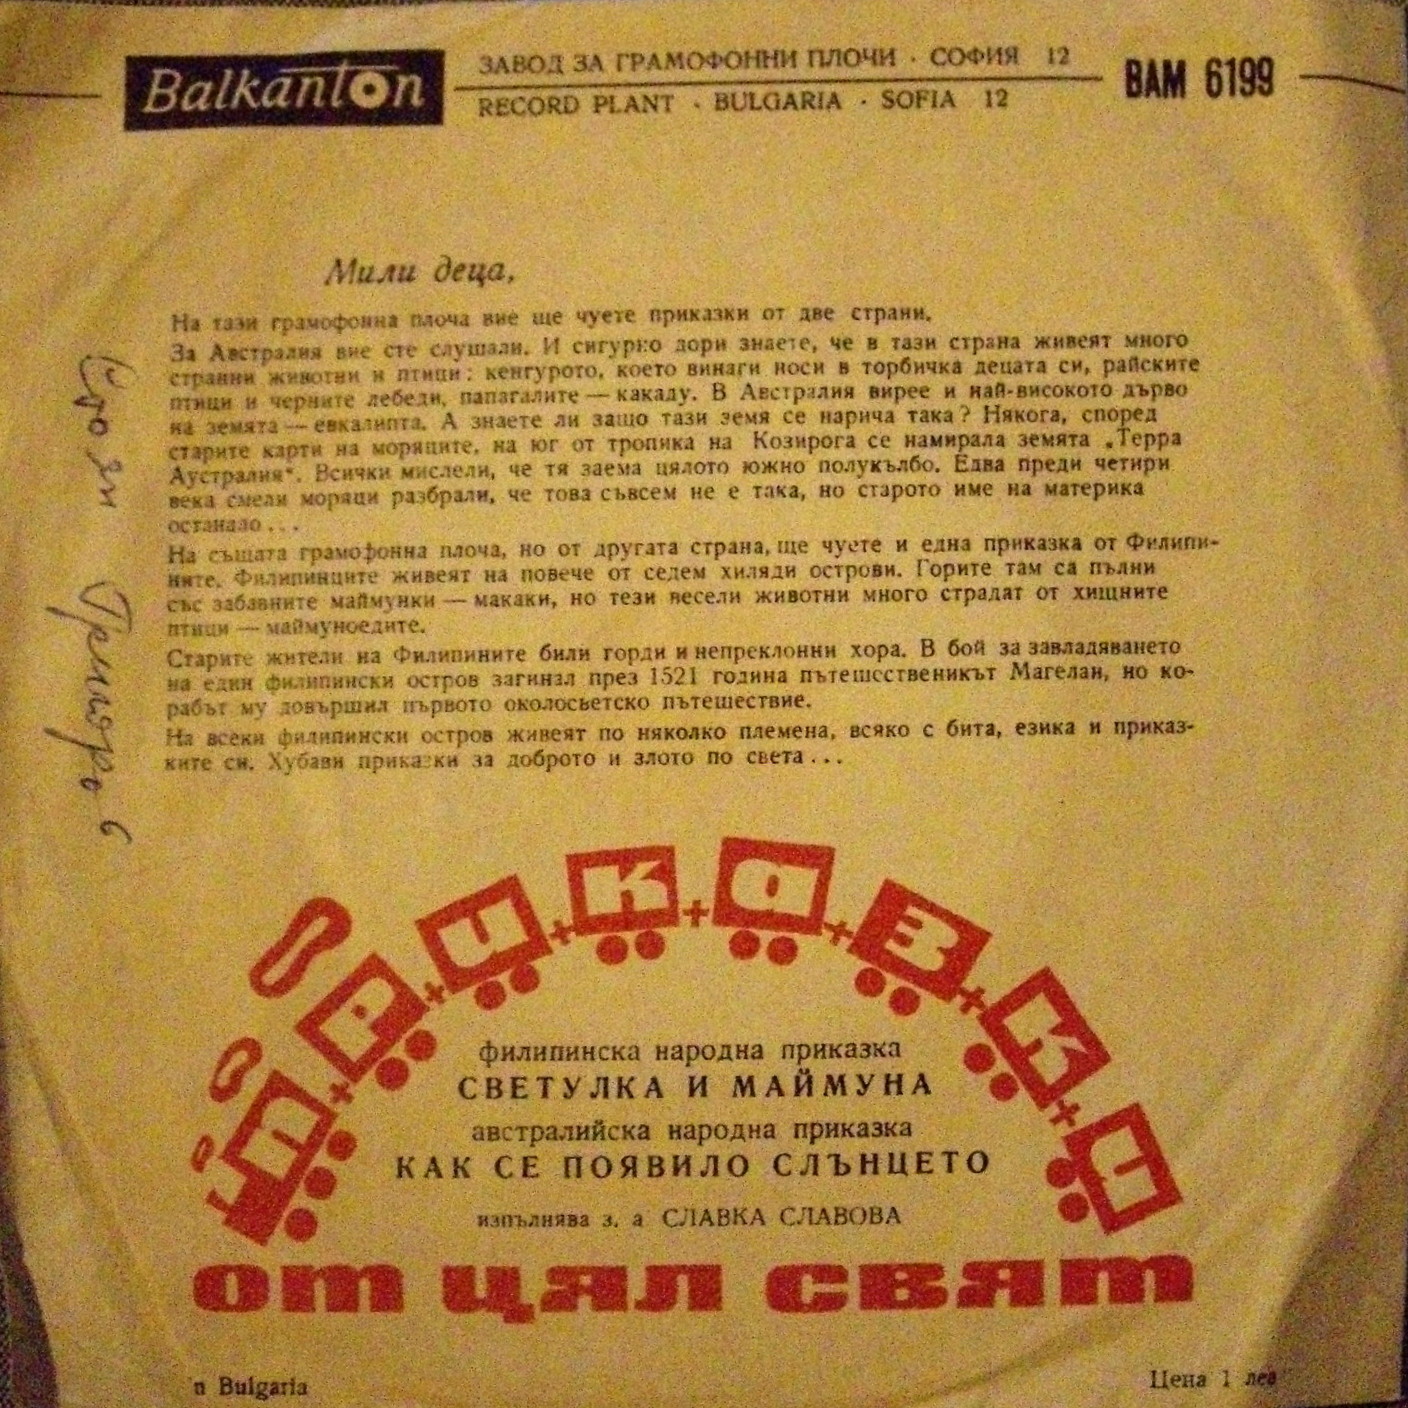 Balkanton
ЗАВОД ЗА ГРАМОФОННИ ПЛОЧИ · СОФИЯ 12
RECORD PLANT · BULGARIA · SOFIA 12
ВАМ 6199
Мили деца,
На тази грамофонна плоча вие ще чуете приказки от две страни.
За Австралия вие сте слушали. И сигурно дори знаете, че в тази страна живеят много
странни животни и птици: кенгурото, което винаги носи в торбичка децата си, райските
птици и черните лебеди, папагалите — какаду. В Австралия вирее и най-високото дърво
на земята — евкалипта. А знаете ли защо тази земя се нарича така? Някога, според
старите карти на моряците, на юг от тропика на Козирога се намирала земята „Терра
Аустралия“. Всички мислели, че тя заема цялото южно полукълбо. Едва преди четири
века смели моряци разбрали, че това съвсем не е така, но старото име на материка
останало...
На същата грамофонна плоча, но от другата страна, ще чуете и една приказка от Филипи-
ните. Филипинците живеят на повече от седем хиляди острови. Горите там са пълни
със забавните маймунки — макаки, но тези весели животни много страдат от хищните
птици — маймуноедите.
Старите жители на Филипините били горди и непреклонни хора. В бой за завладяването
на един филипински остров загинал през 1521 година пътешественикът Магелан, но ко-
рабът му довършил първото околосветско пътешествие.
На всеки филипински остров живеят по няколко племена, всяко с бита, езика и приказ-
ките си. Хубави приказки за доброто и злото по света...
ПРИКАЗКИ
филипинска народна приказка
СВЕТУЛКА И МАЙМУНА
австралийска народна приказка
КАК СЕ ПОЯВИЛО СЛЪНЦЕТО
изпълнява з. а СЛАВКА СЛАВОВА
ОТ ЦЯЛ СВЯТ
n Bulgaria
Цена 1 лев